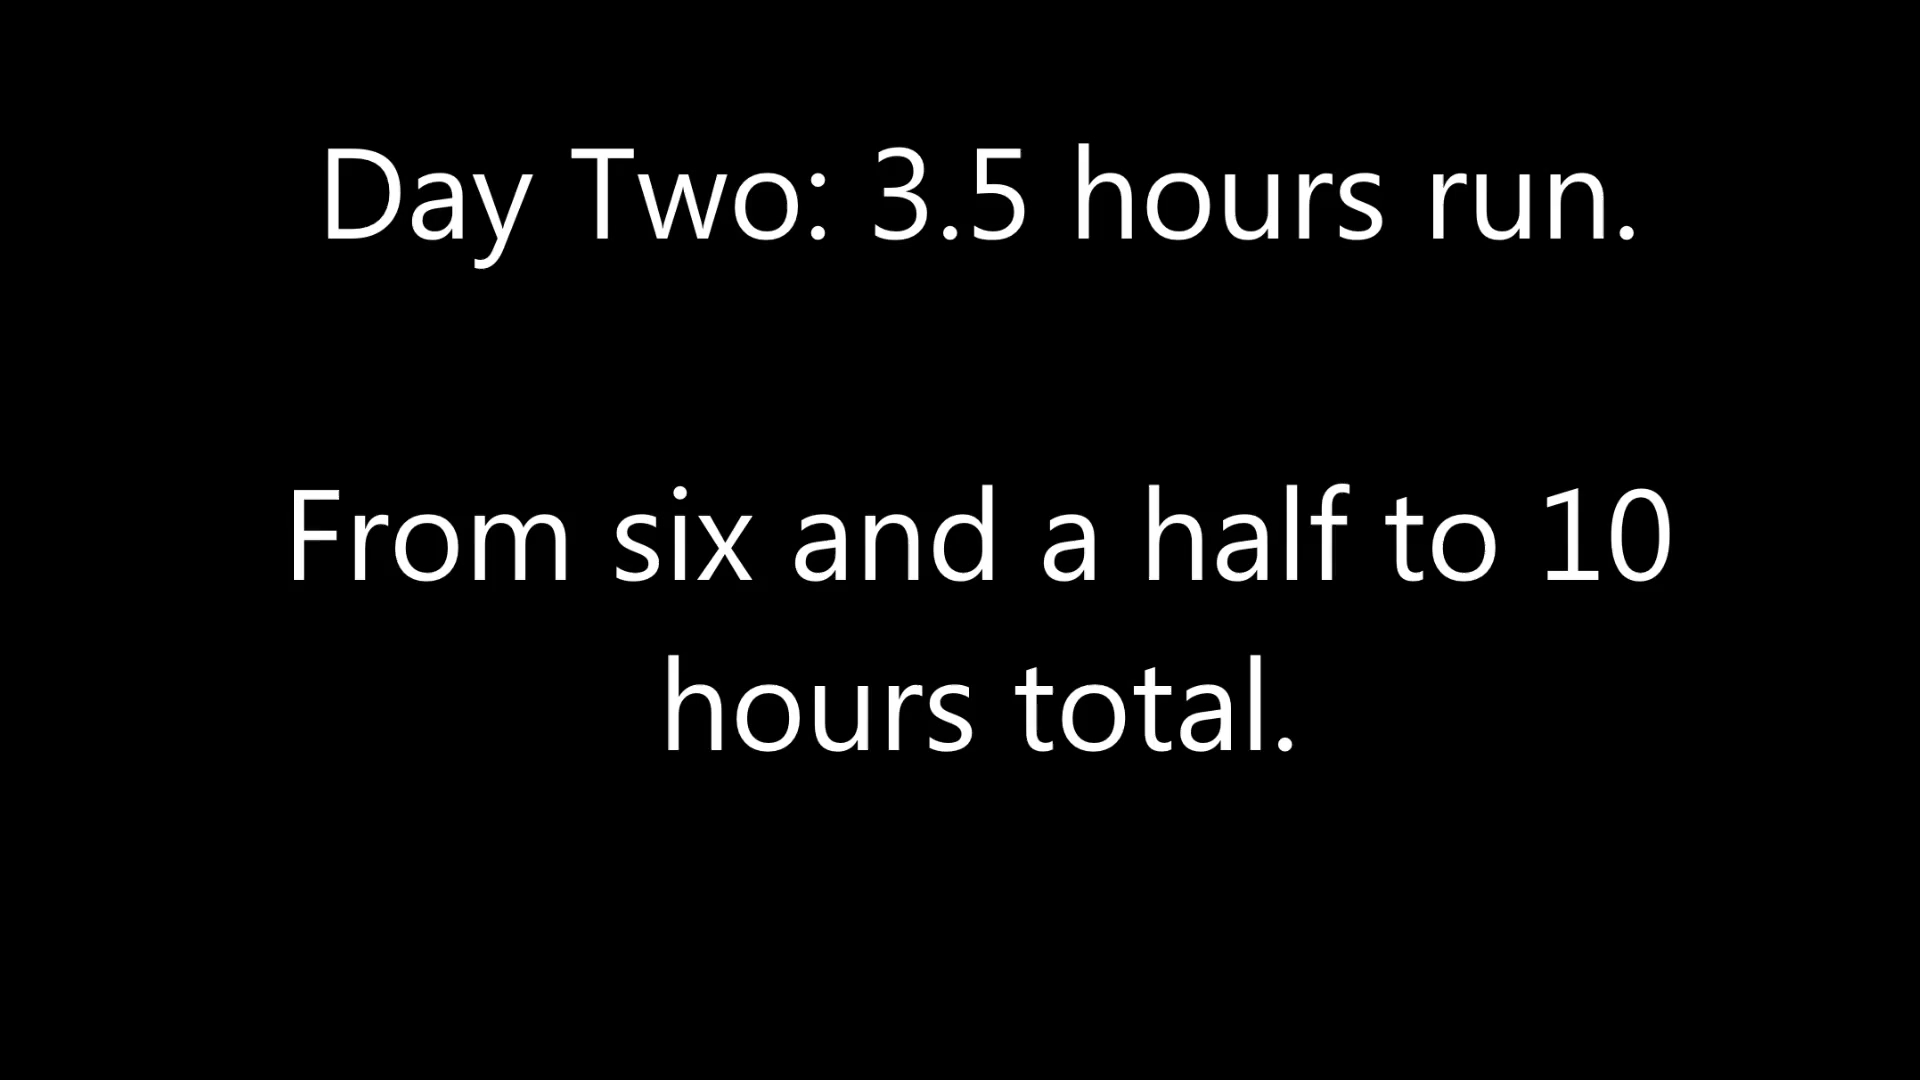 Day Two: 3.5 hours run.
From six and a half to 10
hours total.